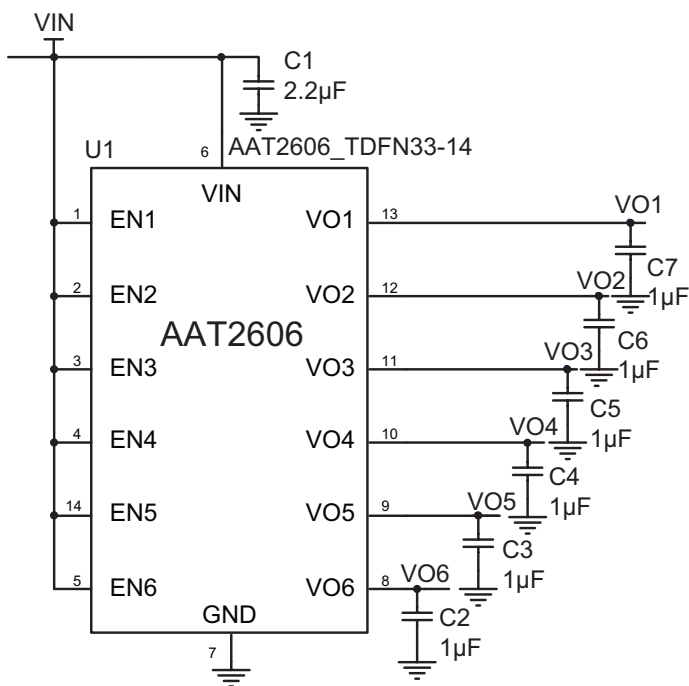 VIN
C1
2.2µF
U1
6
AAT2606_TDFN33-14
VIN
VO1
1 EN1 VO1 13
C7
1µF
VO2
2 EN2 VO2 12
C6
1µF
AAT2606
VO3
3 EN3 VO3 11
C5
1µF
VO4
4 EN4 VO4 10
C4
1µF
VO5
14 EN5 VO5 9
C3
1µF
VO6
5 EN6 VO6 8
C2
1µF
GND
7